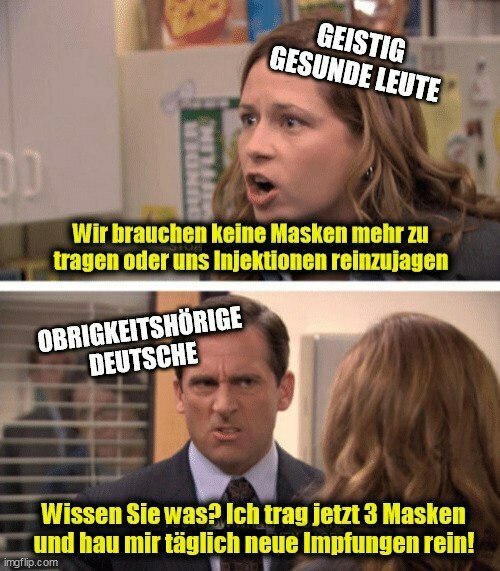 GEISTIG
GESUNDE LEUTE
Wir brauchen keine Masken mehr zu
tragen oder uns Injektionen reinzujagen
OBRIGKEITSHÖRIGE
DEUTSCHE
Wissen Sie was? Ich trag jetzt 3 Masken
und hau mir täglich neue Impfungen rein!
imgflip.com